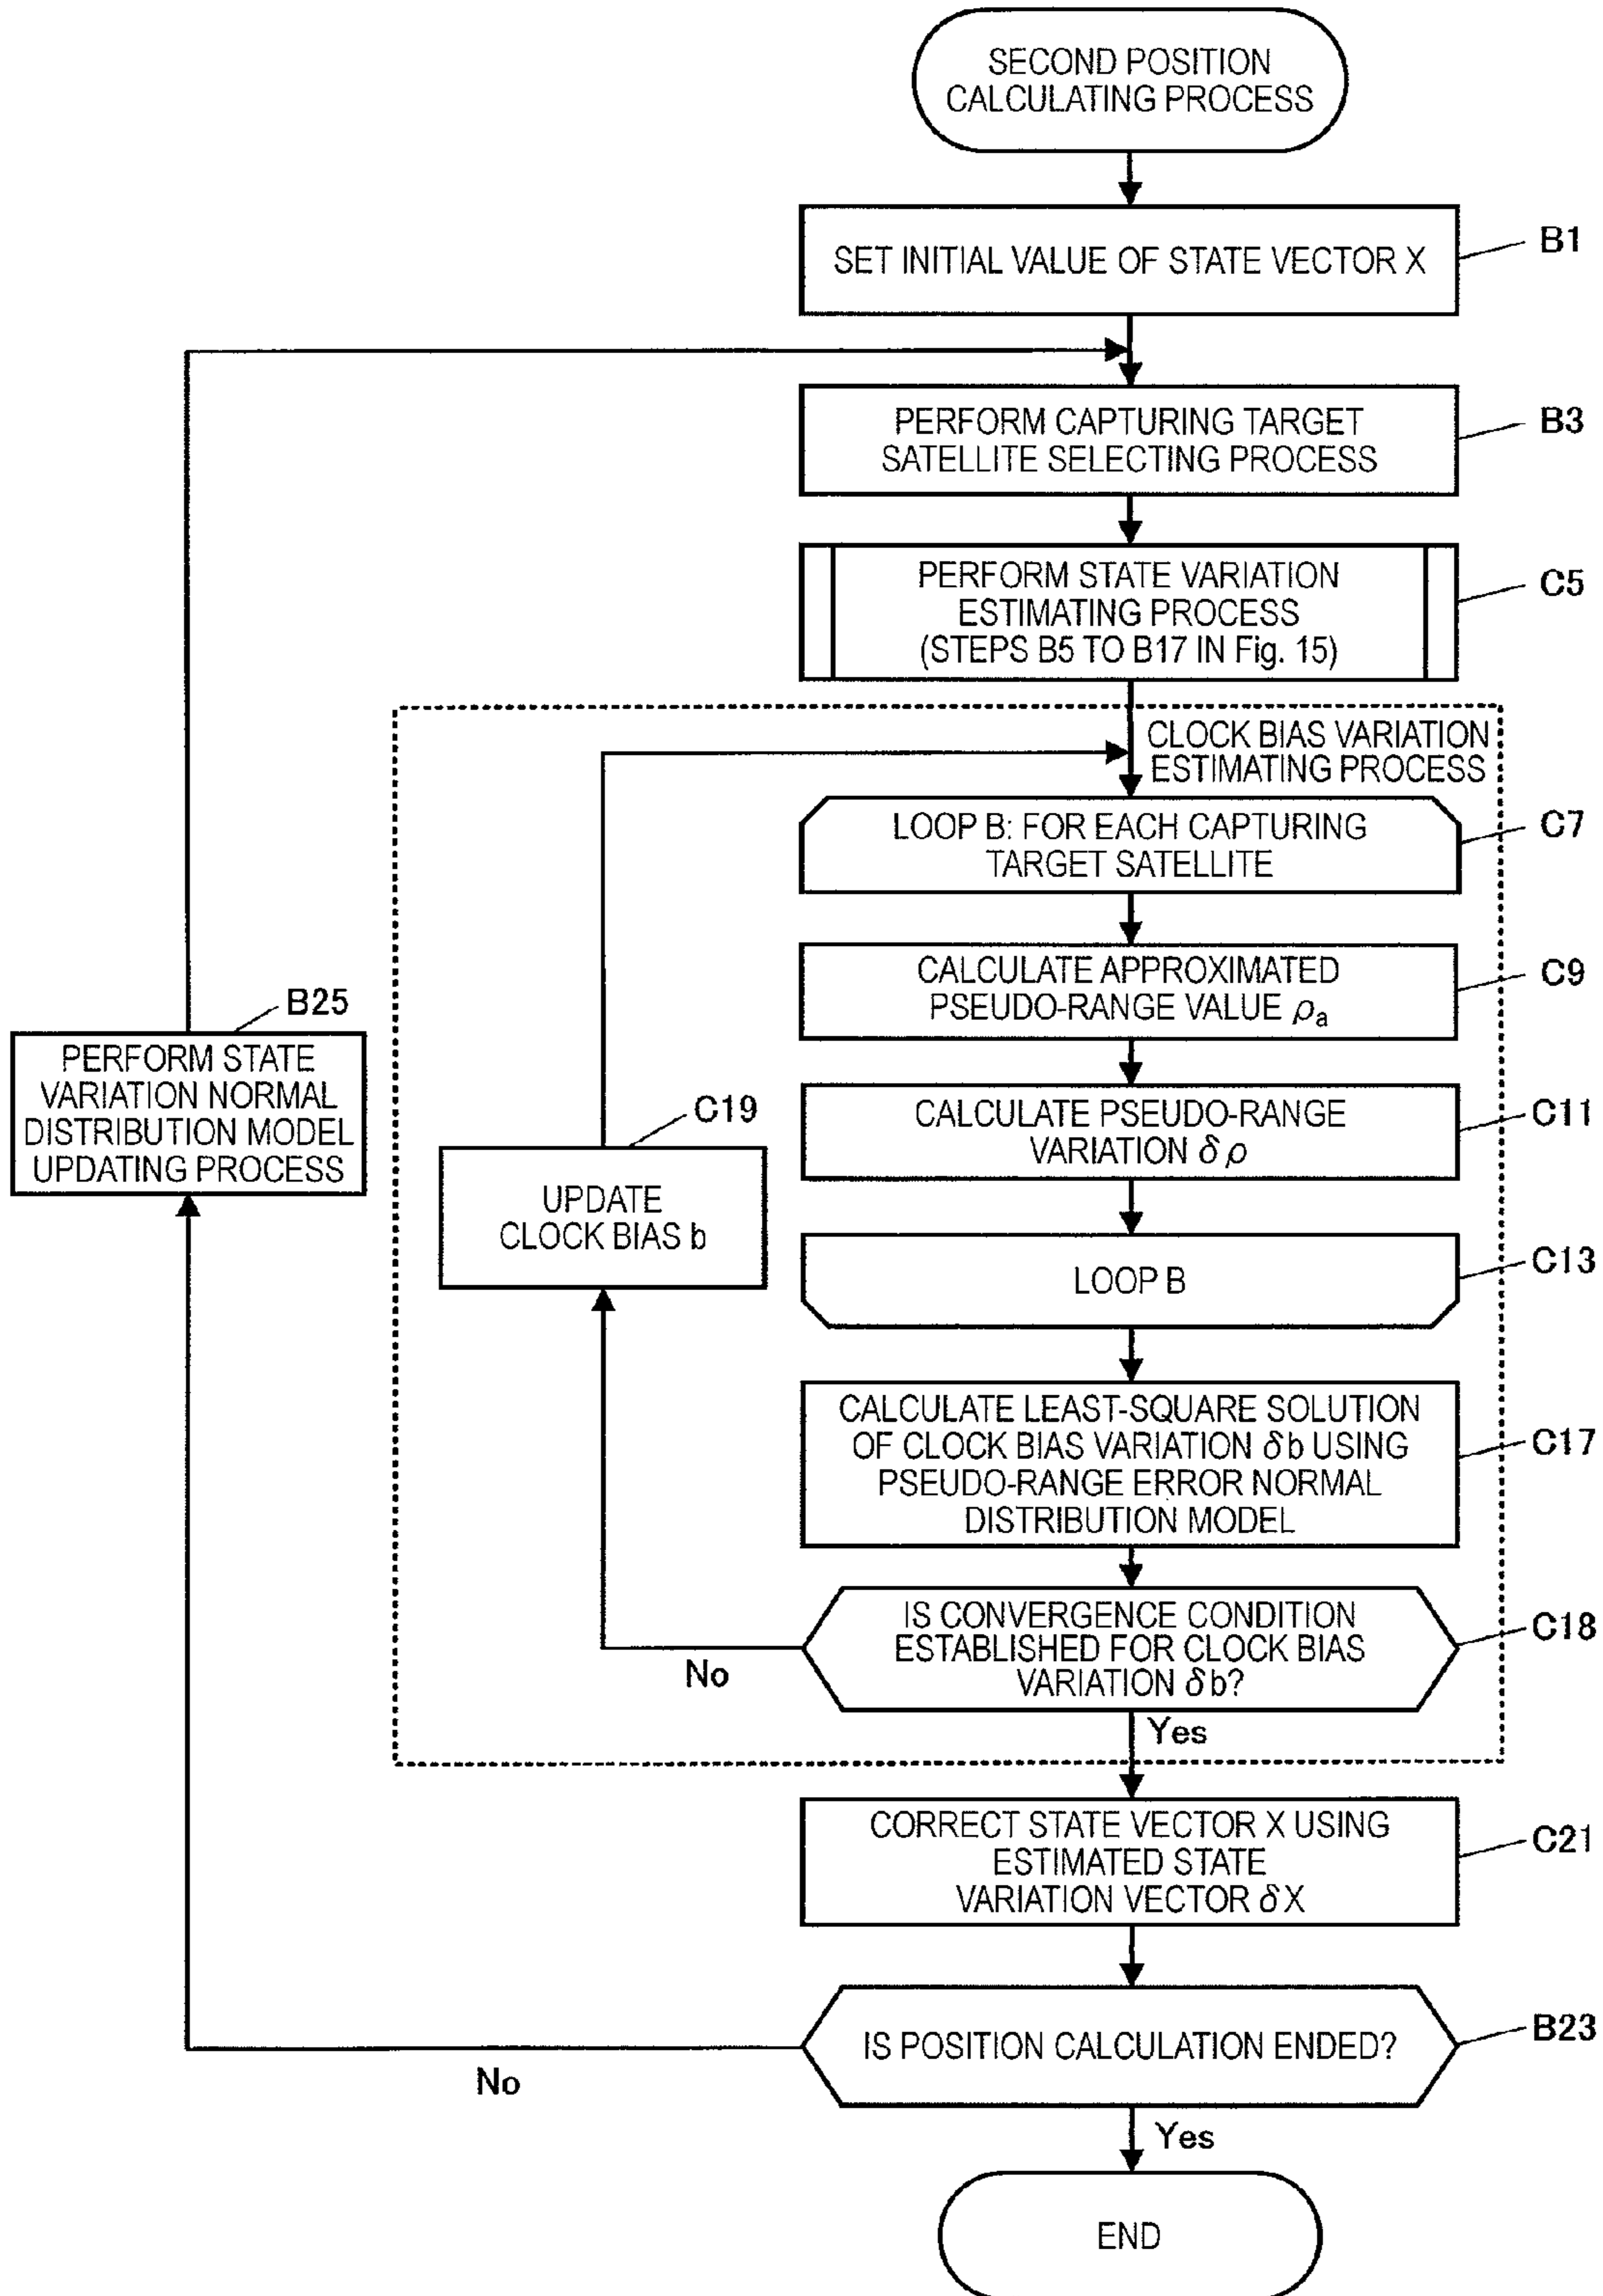 SECOND POSITION
CALCULATING PROCESS
SET INITIAL VALUE OF STATE VECTOR X
B1
PERFORM CAPTURING TARGET
SATELLITE SELECTING PROCESS
B3
PERFORM STATE VARIATION
ESTIMATING PROCESS
(STEPS B5 TO B17 IN Fig. 15)
C5
CLOCK BIAS VARIATION
ESTIMATING PROCESS
LOOP B: FOR EACH CAPTURING
TARGET SATELLITE
C7
CALCULATE APPROXIMATED
PSEUDO-RANGE VALUE ρa
C9
B25
PERFORM STATE
VARIATION NORMAL
DISTRIBUTION MODEL
UPDATING PROCESS
CALCULATE PSEUDO-RANGE
VARIATION δρ
C11
C19
UPDATE
CLOCK BIAS b
LOOP B
C13
CALCULATE LEAST-SQUARE SOLUTION
OF CLOCK BIAS VARIATION δb USING
PSEUDO-RANGE ERROR NORMAL
DISTRIBUTION MODEL
C17
IS CONVERGENCE CONDITION
ESTABLISHED FOR CLOCK BIAS
VARIATION δb?
C18
No
Yes
CORRECT STATE VECTOR X USING
ESTIMATED STATE
VARIATION VECTOR δX
C21
IS POSITION CALCULATION ENDED?
B23
No
Yes
END